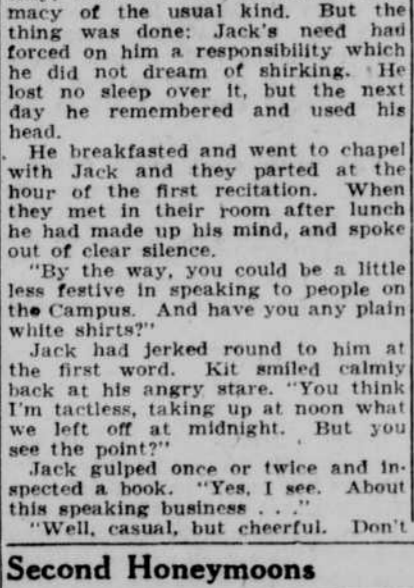 macy of the usual kind. But the
thing was done: Jack's need had
forced on him a responsibility which
he did not dream of shirking. He
lost no sleep over it, but the next
day he remembered and used his
head.
He breakfasted and went to chapel
with Jack and they parted at the
hour of the first recitation. When
they met in their room after lunch
he had made up his mind, and spoke
out of clear silence.
"By the way, you could be a little
less festive in speaking to people on
the Campus. And have you any plain
white shirts?"
Jack had jerked round to him at
the first word. Kit smiled calmly
back at his angry stare. "You think
I'm tactless, taking up at noon what
we left off at midnight. But you
see the point?"
Jack gulped once or twice and in-
spected a book. "Yes, I see. About
this speaking business . . ."
"Well, casual, but cheerful. Don't
Second Honeymoons